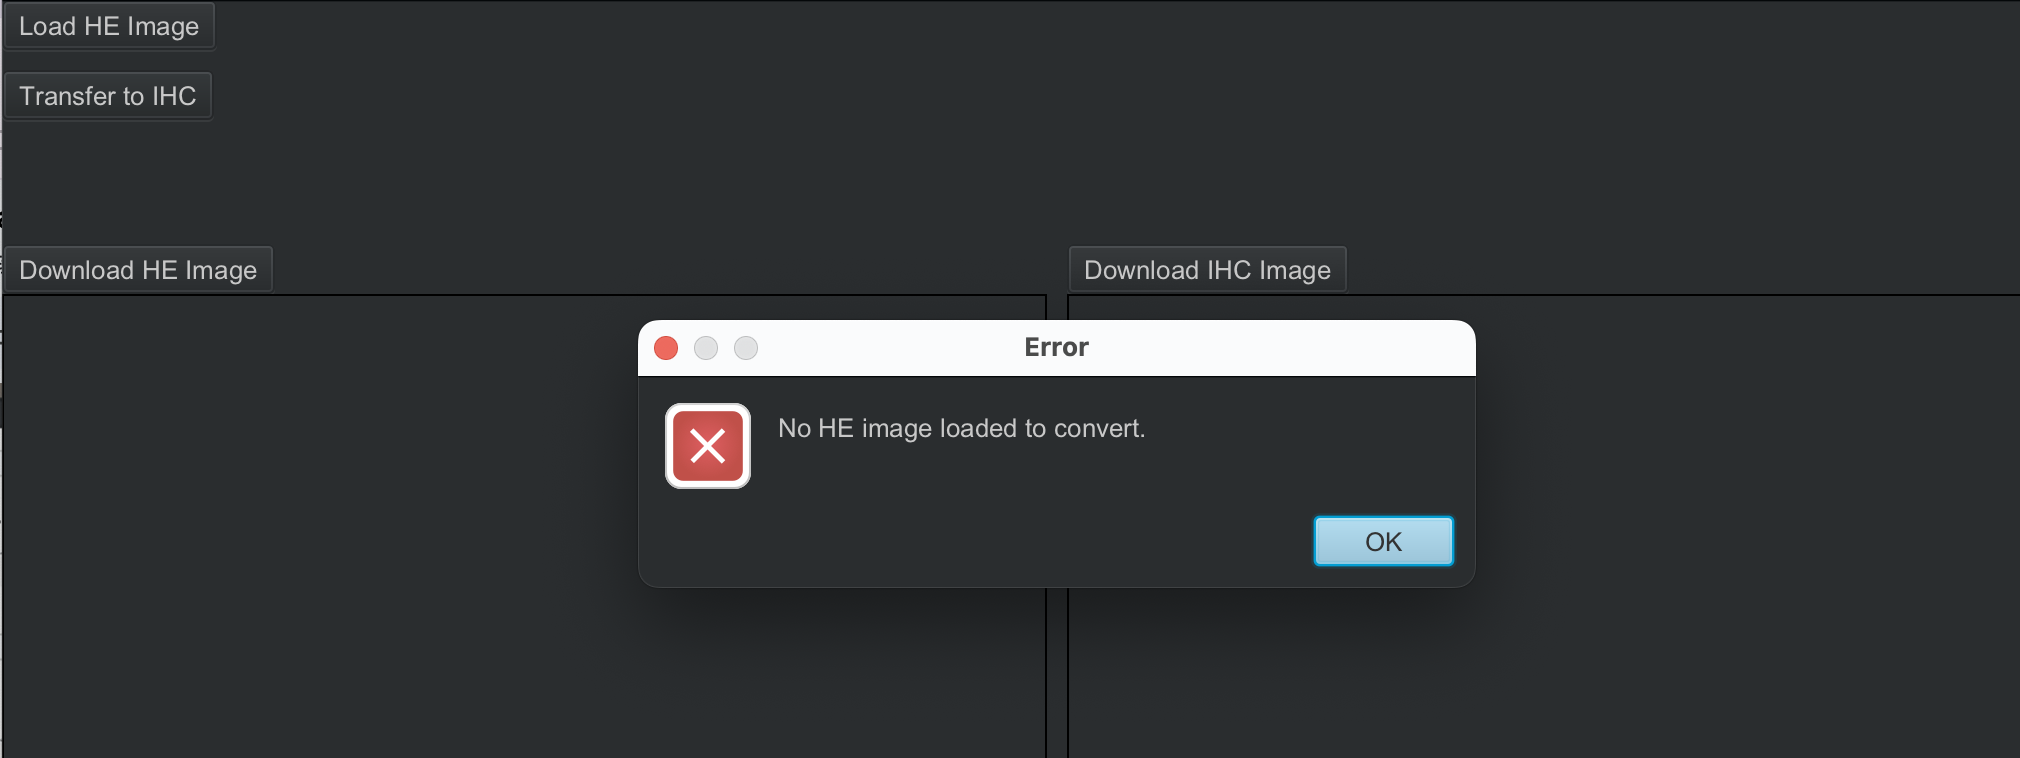 Load HE Image
Transfer to IHC
Download HE Image
Download IHC Image
Error
No HE image loaded to convert.
OK